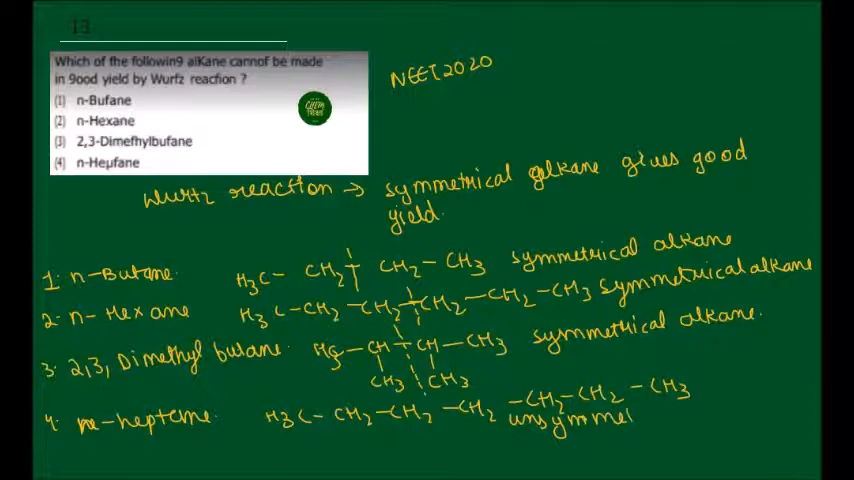 13
Which of the followin9 alKane cannof be made
in 9ood yield by Wurfz reacfion ?
(1) n-Bufane
(2) n-Hexane
(3) 2,3-Dimefhylbufane
(4) n-Heμfane
NEET2020
Wurtz reaction → symmetrical alkane gives good
yield.
1. n-Butane. H3C- CH2 CH2-CH3 symmetrical alkane
2. n-Hexane H3C-CH2-CH2-CH2-CH2-CH3 symmetrical alkane
3. 2,3, Dimethyl butane. H3C-CH-CH-CH3 symmetrical alkane.
CH3 CH3
4. n-heptane. H3C-CH2-CH2-CH2-CH2-CH2-CH3
unsymmet